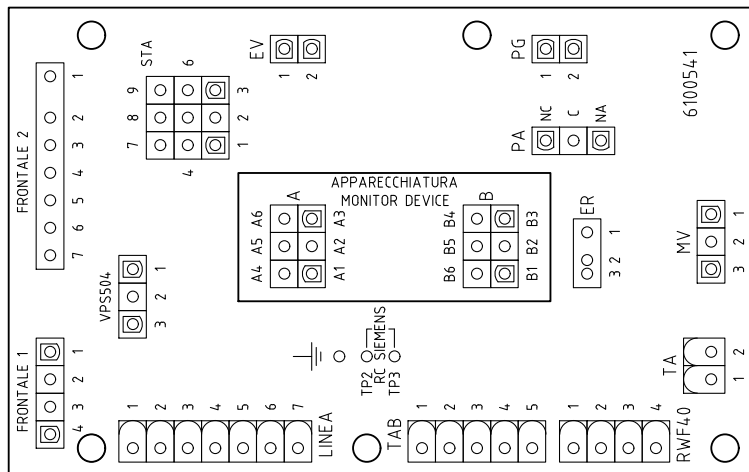 STA
6
9
8
7
3
2
1
4
EV
1
2
PG
1
2
PA
NC
C
NA
6100541
FRONTALE 2
1
2
3
4
5
6
7
APPARECCHIATURA
MONITOR DEVICE
A
A6
A5
A4
A3
A2
A1
B
B4
B5
B6
B3
B2
B1
ER
1
2
3
MV
1
2
3
VPS504
1
2
3
FRONTALE 1
1
2
3
4
TP2
RC SIEMENS
TP3
TA
1
2
LINEA
1
2
3
4
5
6
7
TAB
1
2
3
4
5
RWF40
1
2
3
4